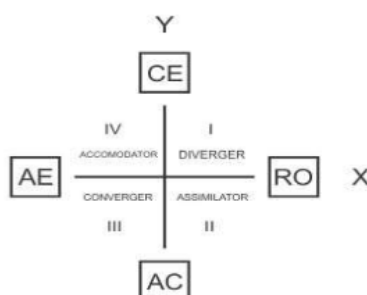 Y
CE
IV I
ACCOMODATOR DIVERGER
AE RO X
CONVERGER ASSIMILATOR
III II
AC